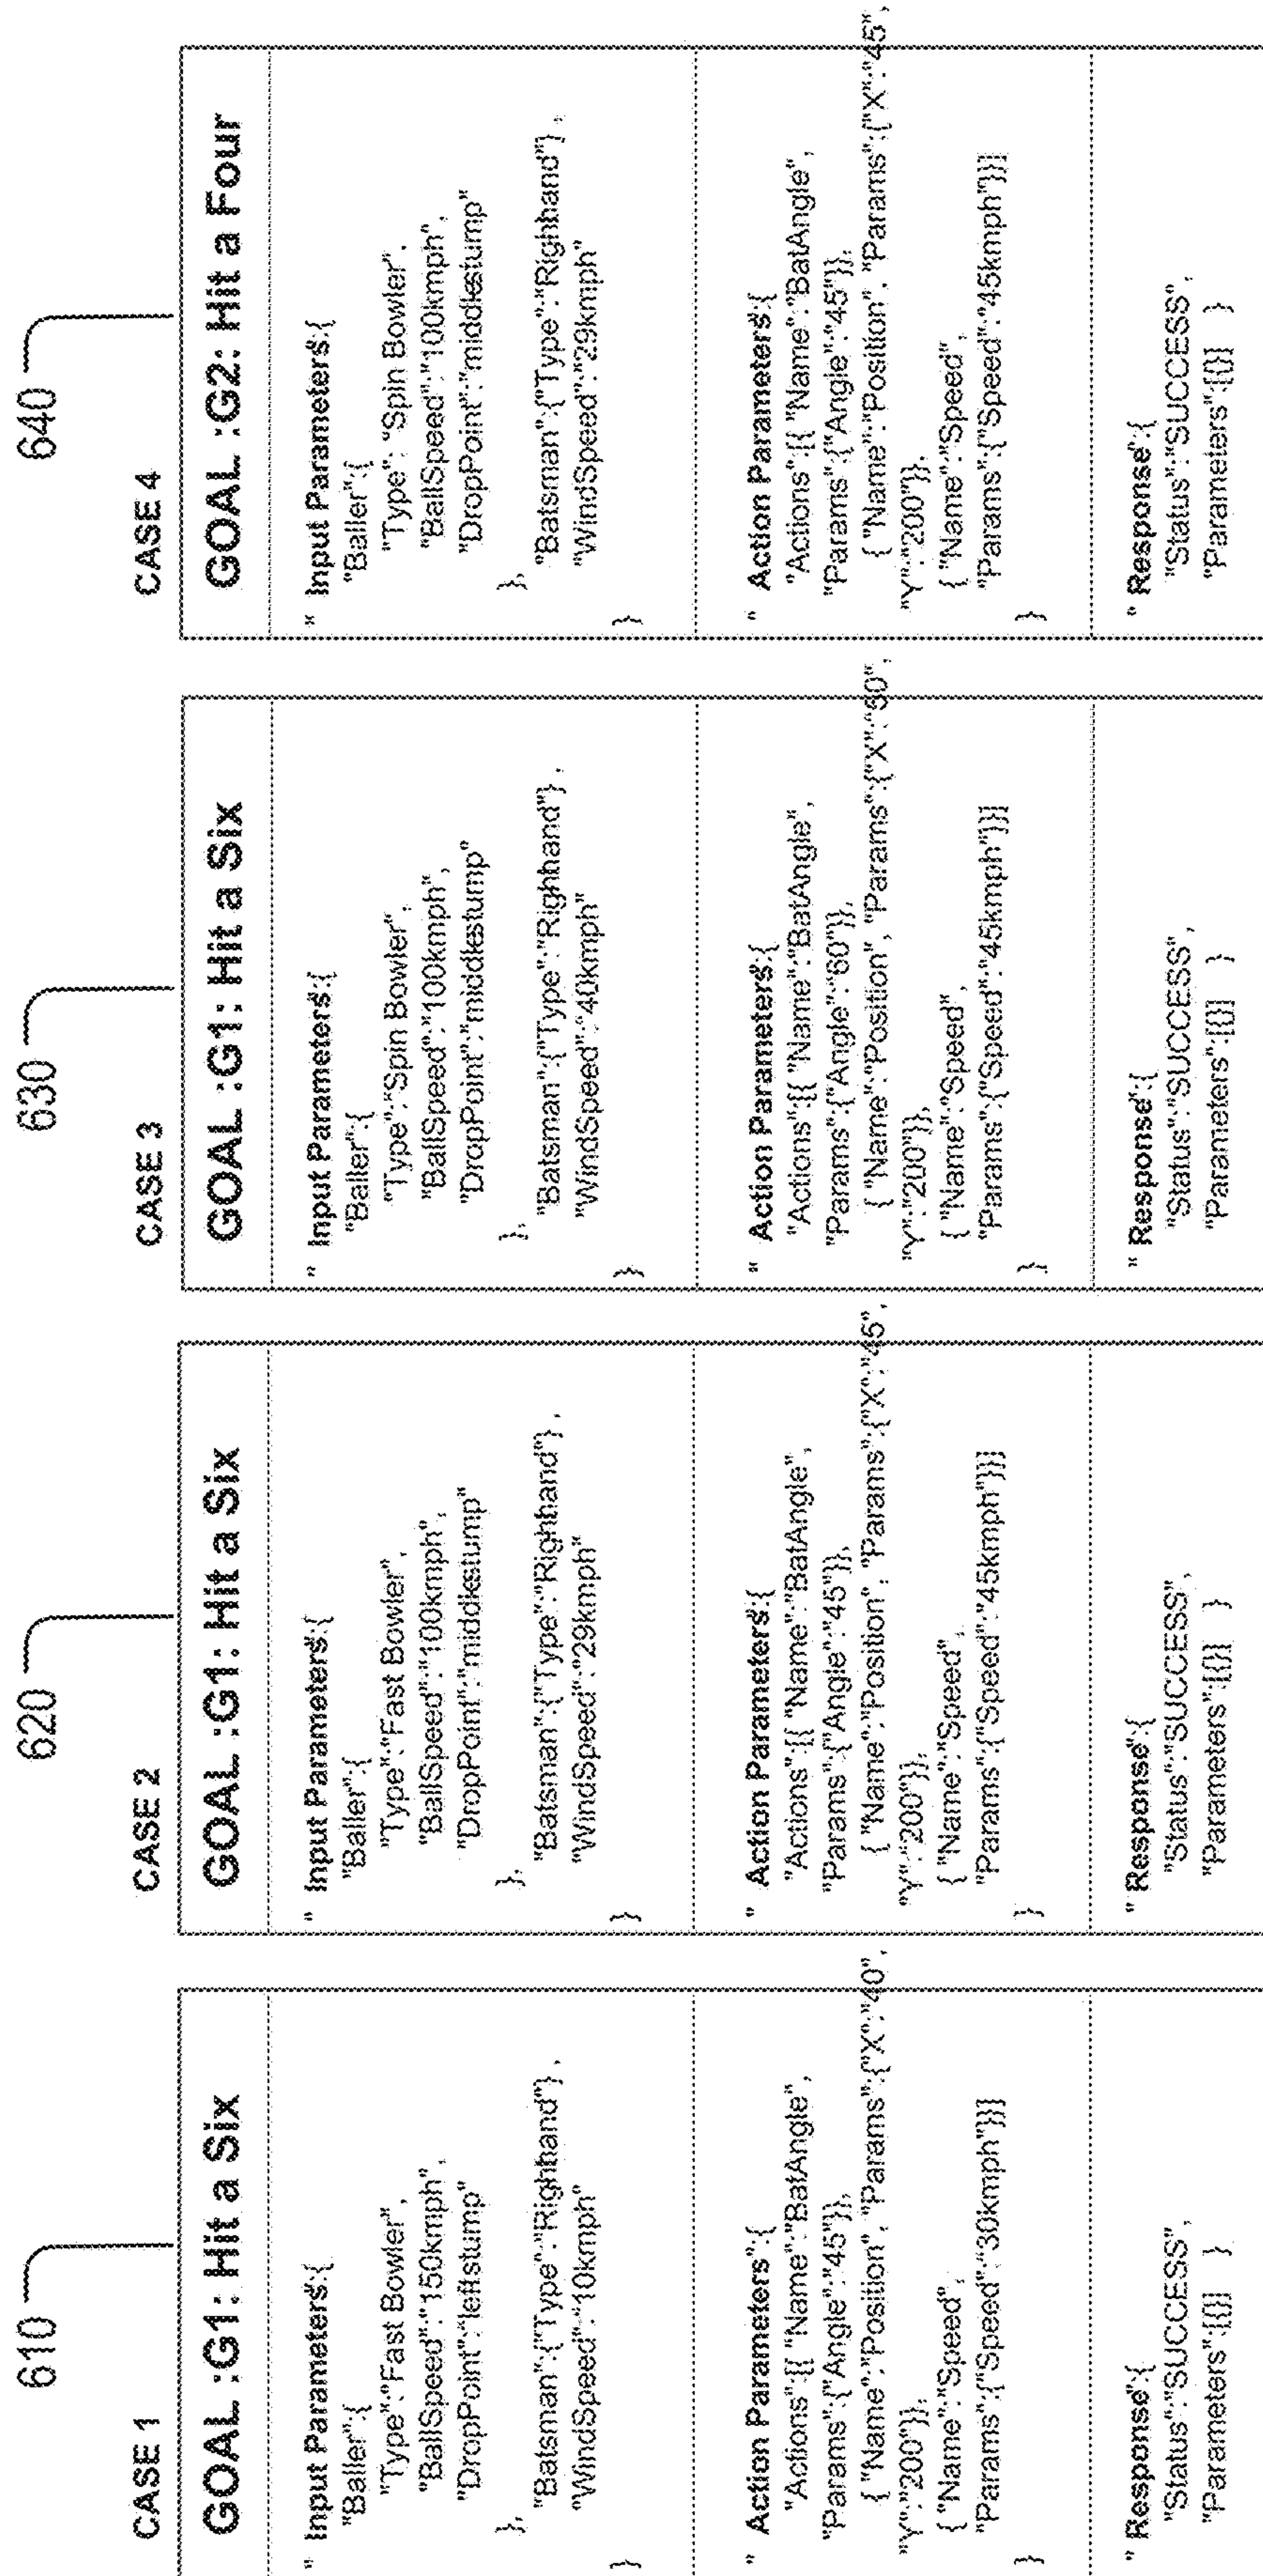 610
CASE 1
GOAL :G1: Hit a Six
" Input Parameters":{
"Baller":{
"Type":"Fast Bowler",
"BallSpeed":"150kmph",
"DropPoint":"leftstump"
},
"Batsman":{"Type":"Righthand"} ,
"WindSpeed":"10kmph"
}
" Action Parameters":{
"Actions":[{ "Name":"BatAngle",
"Params":{"Angle":"45"}},
{ "Name":"Position", "Params":{"X":"40",
"Y":"200"}},
{ "Name":"Speed",
"Params":{"Speed":"30kmph"}}]
}
" Response":{
"Status":"SUCCESS",
"Parameters":[{}] }
620
CASE 2
GOAL :G1: Hit a Six
" Input Parameters":{
"Baller":{
"Type":"Fast Bowler",
"BallSpeed":"100kmph",
"DropPoint":"middlestump"
},
"Batsman":{"Type":"Righthand"} ,
"WindSpeed":"29kmph"
}
" Action Parameters":{
"Actions":[{ "Name":"BatAngle",
"Params":{"Angle":"45"}},
{ "Name":"Position", "Params":{"X":"45",
"Y":"200"}},
{ "Name":"Speed",
"Params":{"Speed":"45kmph"}}]
}
" Response":{
"Status":"SUCCESS",
"Parameters":[{}] }
630
CASE 3
GOAL :G1: Hit a Six
" Input Parameters":{
"Baller":{
"Type":"Spin Bowler",
"BallSpeed":"100kmph",
"DropPoint":"middlestump"
},
"Batsman":{"Type":"Righthand"} ,
"WindSpeed":"40kmph"
}
" Action Parameters":{
"Actions":[{ "Name":"BatAngle",
"Params":{"Angle":"60"}},
{ "Name":"Position", "Params":{"X":"50",
"Y":"200"}},
{ "Name":"Speed",
"Params":{"Speed":"45kmph"}}]
}
" Response":{
"Status":"SUCCESS",
"Parameters":[{}] }
640
CASE 4
GOAL :G2: Hit a Four
" Input Parameters":{
"Baller":{
"Type": "Spin Bowler",
"BallSpeed":"100kmph",
"DropPoint":"middlestump"
},
"Batsman":{"Type":"Righthand"} ,
"WindSpeed":"29kmph"
}
" Action Parameters":{
"Actions":[{ "Name":"BatAngle",
"Params":{"Angle":"45"}},
{ "Name":"Position", "Params":{"X":"45",
"Y":"200"}},
{ "Name":"Speed",
"Params":{"Speed":"45kmph"}}]
}
" Response":{
"Status":"SUCCESS",
"Parameters":[{}] }